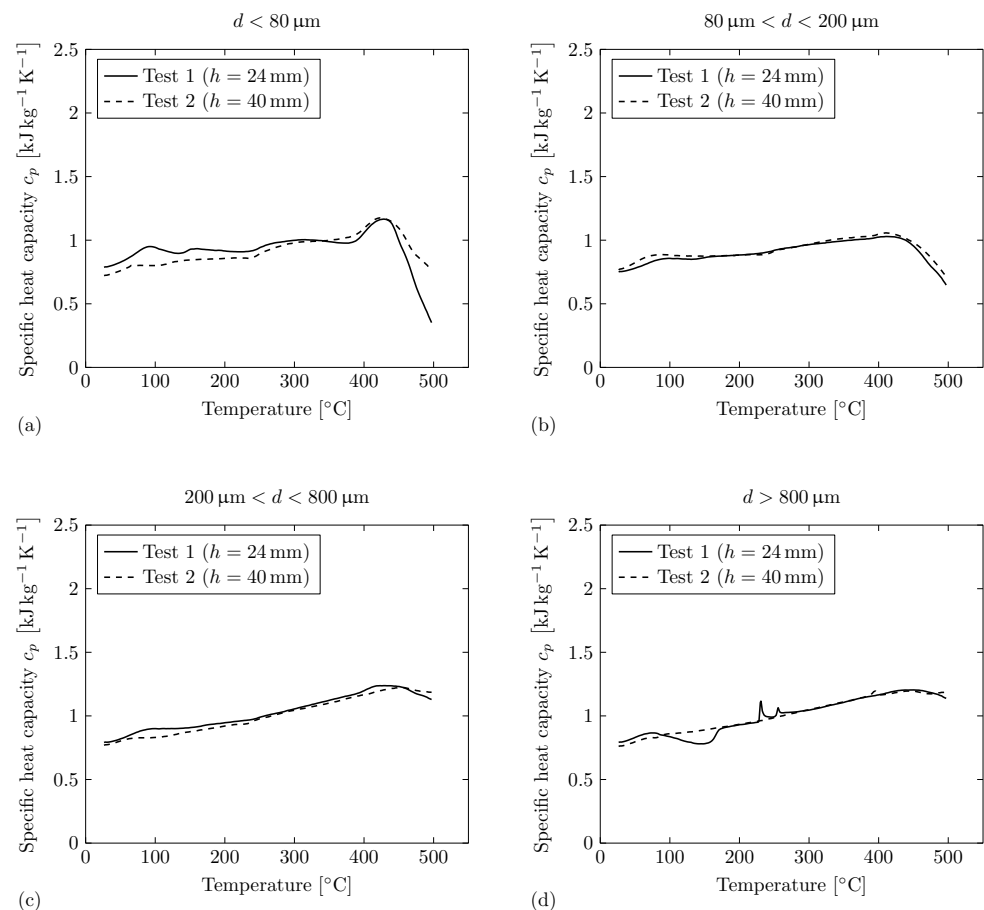 d < 80 µm
Specific heat capacity cₚ [kJ kg⁻¹ K⁻¹]
2.5
2
1.5
1
0.5
0
Test 1 (h = 24 mm)
Test 2 (h = 40 mm)
0 100 200 300 400 500
Temperature [°C]
(a)
80 µm < d < 200 µm
Specific heat capacity cₚ [kJ kg⁻¹ K⁻¹]
2.5
2
1.5
1
0.5
0
Test 1 (h = 24 mm)
Test 2 (h = 40 mm)
0 100 200 300 400 500
Temperature [°C]
(b)
200 µm < d < 800 µm
Specific heat capacity cₚ [kJ kg⁻¹ K⁻¹]
2.5
2
1.5
1
0.5
0
Test 1 (h = 24 mm)
Test 2 (h = 40 mm)
0 100 200 300 400 500
Temperature [°C]
(c)
d > 800 µm
Specific heat capacity cₚ [kJ kg⁻¹ K⁻¹]
2.5
2
1.5
1
0.5
0
Test 1 (h = 24 mm)
Test 2 (h = 40 mm)
0 100 200 300 400 500
Temperature [°C]
(d)